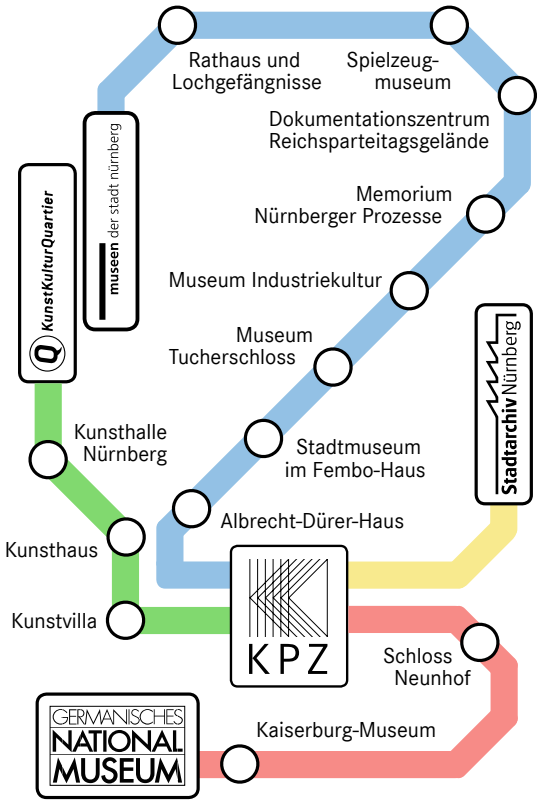 Rathaus und
Lochgefängnisse
Spielzeug-
museum
Dokumentationszentrum
Reichsparteitagsgelände
museen der stadt nürnberg
Q KunstKulturQuartier
Memorium
Nürnberger Prozesse
Museum Industriekultur
Museum
Tucherschloss
Stadtarchiv Nürnberg
Kunsthalle
Nürnberg
Stadtmuseum
im Fembo-Haus
Albrecht-Dürer-Haus
Kunsthaus
Kunstvilla
KPZ
Schloss
Neunhof
GERMANISCHES
NATIONAL
MUSEUM
Kaiserburg-Museum